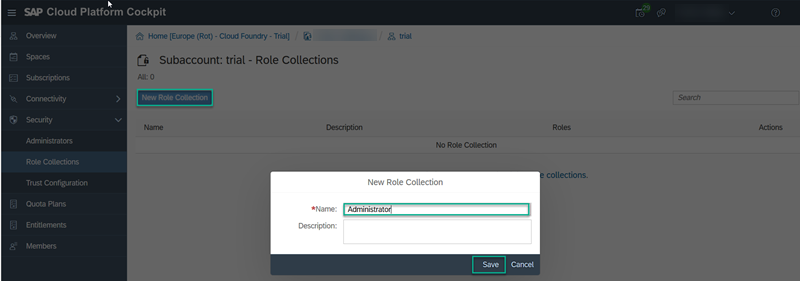 SAP Cloud Platform Cockpit
79
Overview
Spaces
Subscriptions
Connectivity
Security
Administrators
Role Collections
Trust Configuration
Quota Plans
Entitlements
Members
Home [Europe (Rot) - Cloud Foundry - Trial] /
/ trial
Subaccount: trial - Role Collections
All: 0
New Role Collection
Search
Name Description Roles Actions
No Role Collection
e collections.
New Role Collection
*Name: Administrator
Description:
Save Cancel